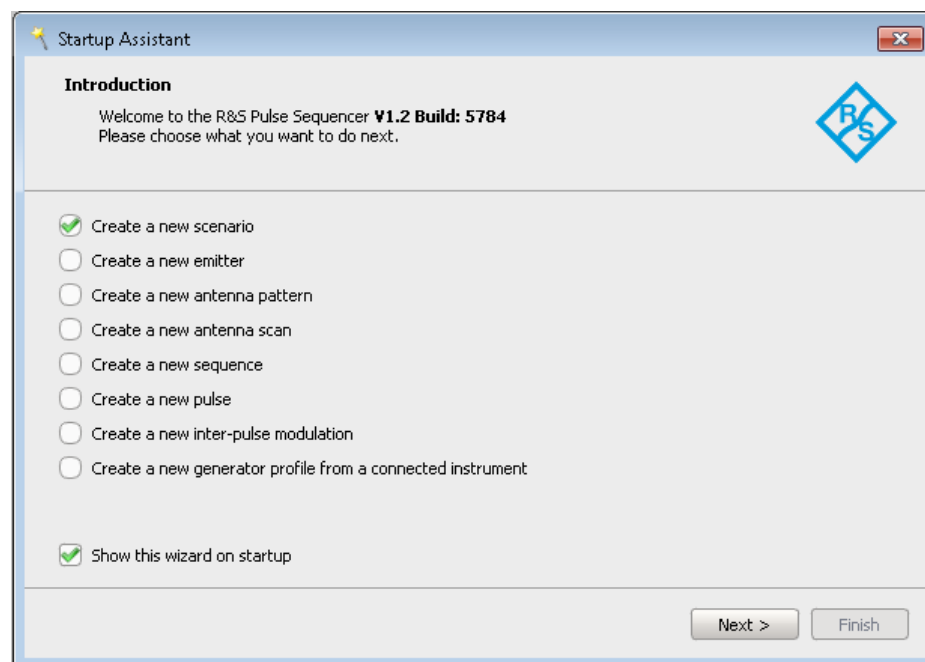 Startup Assistant
Introduction
Welcome to the R&S Pulse Sequencer V1.2 Build: 5784
Please choose what you want to do next.
R S
Create a new scenario
Create a new emitter
Create a new antenna pattern
Create a new antenna scan
Create a new sequence
Create a new pulse
Create a new inter-pulse modulation
Create a new generator profile from a connected instrument
Show this wizard on startup
Next > Finish